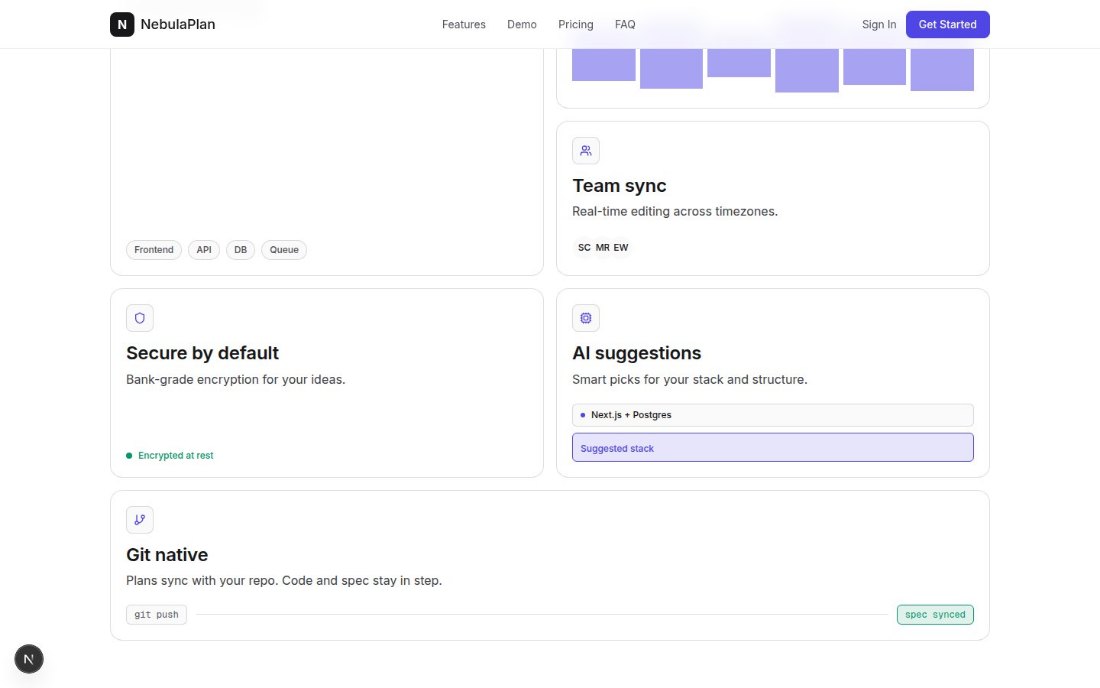 N NebulaPlan
Features Demo Pricing FAQ
Sign In Get Started
Team sync
Real-time editing across timezones.
SC MR EW
Frontend API DB Queue
Secure by default
Bank-grade encryption for your ideas.
Encrypted at rest
AI suggestions
Smart picks for your stack and structure.
Next.js + Postgres
Suggested stack
Git native
Plans sync with your repo. Code and spec stay in step.
git push
spec synced
N